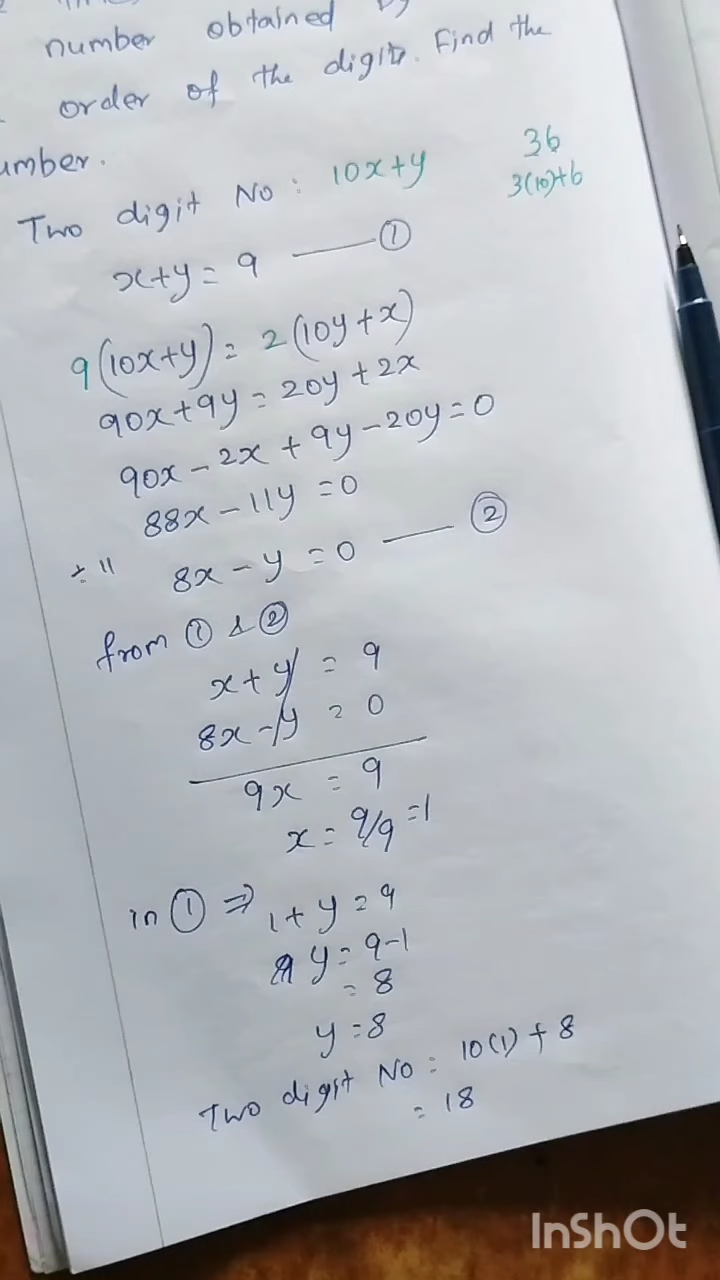 number obtained
order of the digits. Find the
umber.
Two digit No : 10x+y
36
3(10)+6
x+y = 9 —— ①
9(10x+y) = 2(10y+x)
90x+9y = 20y+2x
90x-2x+9y-20y=0
88x-11y=0
÷11 8x-y=0 —— ②
from ① & ②
x+y = 9
8x-y = 0
9x = 9
x = 9/9 = 1
in ① ⇒ 1+y = 9
y = 9-1
= 8
y = 8
Two digit No : 10(1)+8
= 18
InShOt